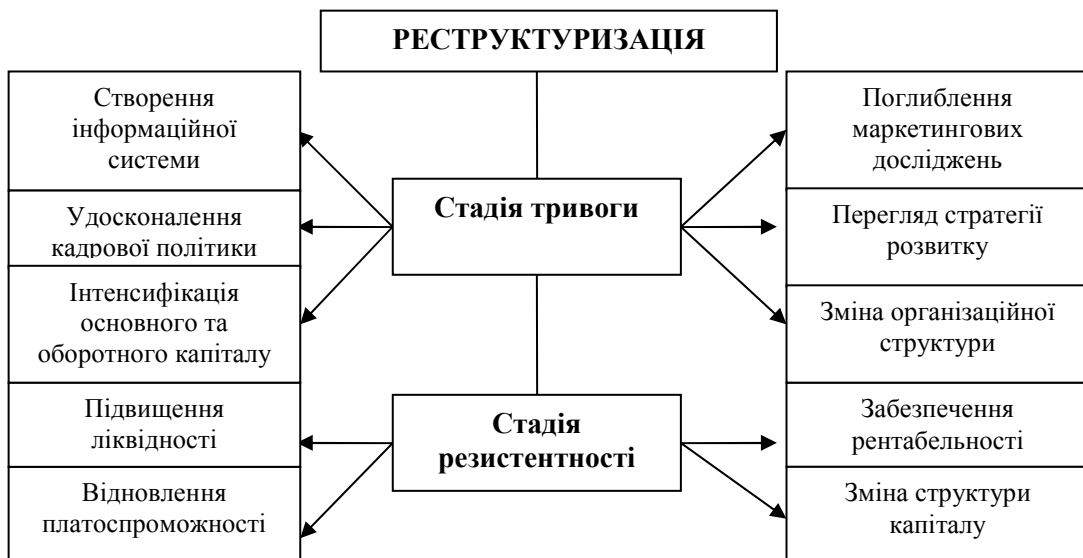 РЕСТРУКТУРИЗАЦІЯ
Створення
інформаційної
системи
Удосконалення
кадрової політики
Інтенсифікація
основного та
оборотного капіталу
Підвищення
ліквідності
Відновлення
платоспроможності
Стадія тривоги
Стадія
резистентності
Поглиблення
маркетингових
досліджень
Перегляд стратегії
розвитку
Зміна організаційної
структури
Забезпечення
рентабельності
Зміна структури
капіталу